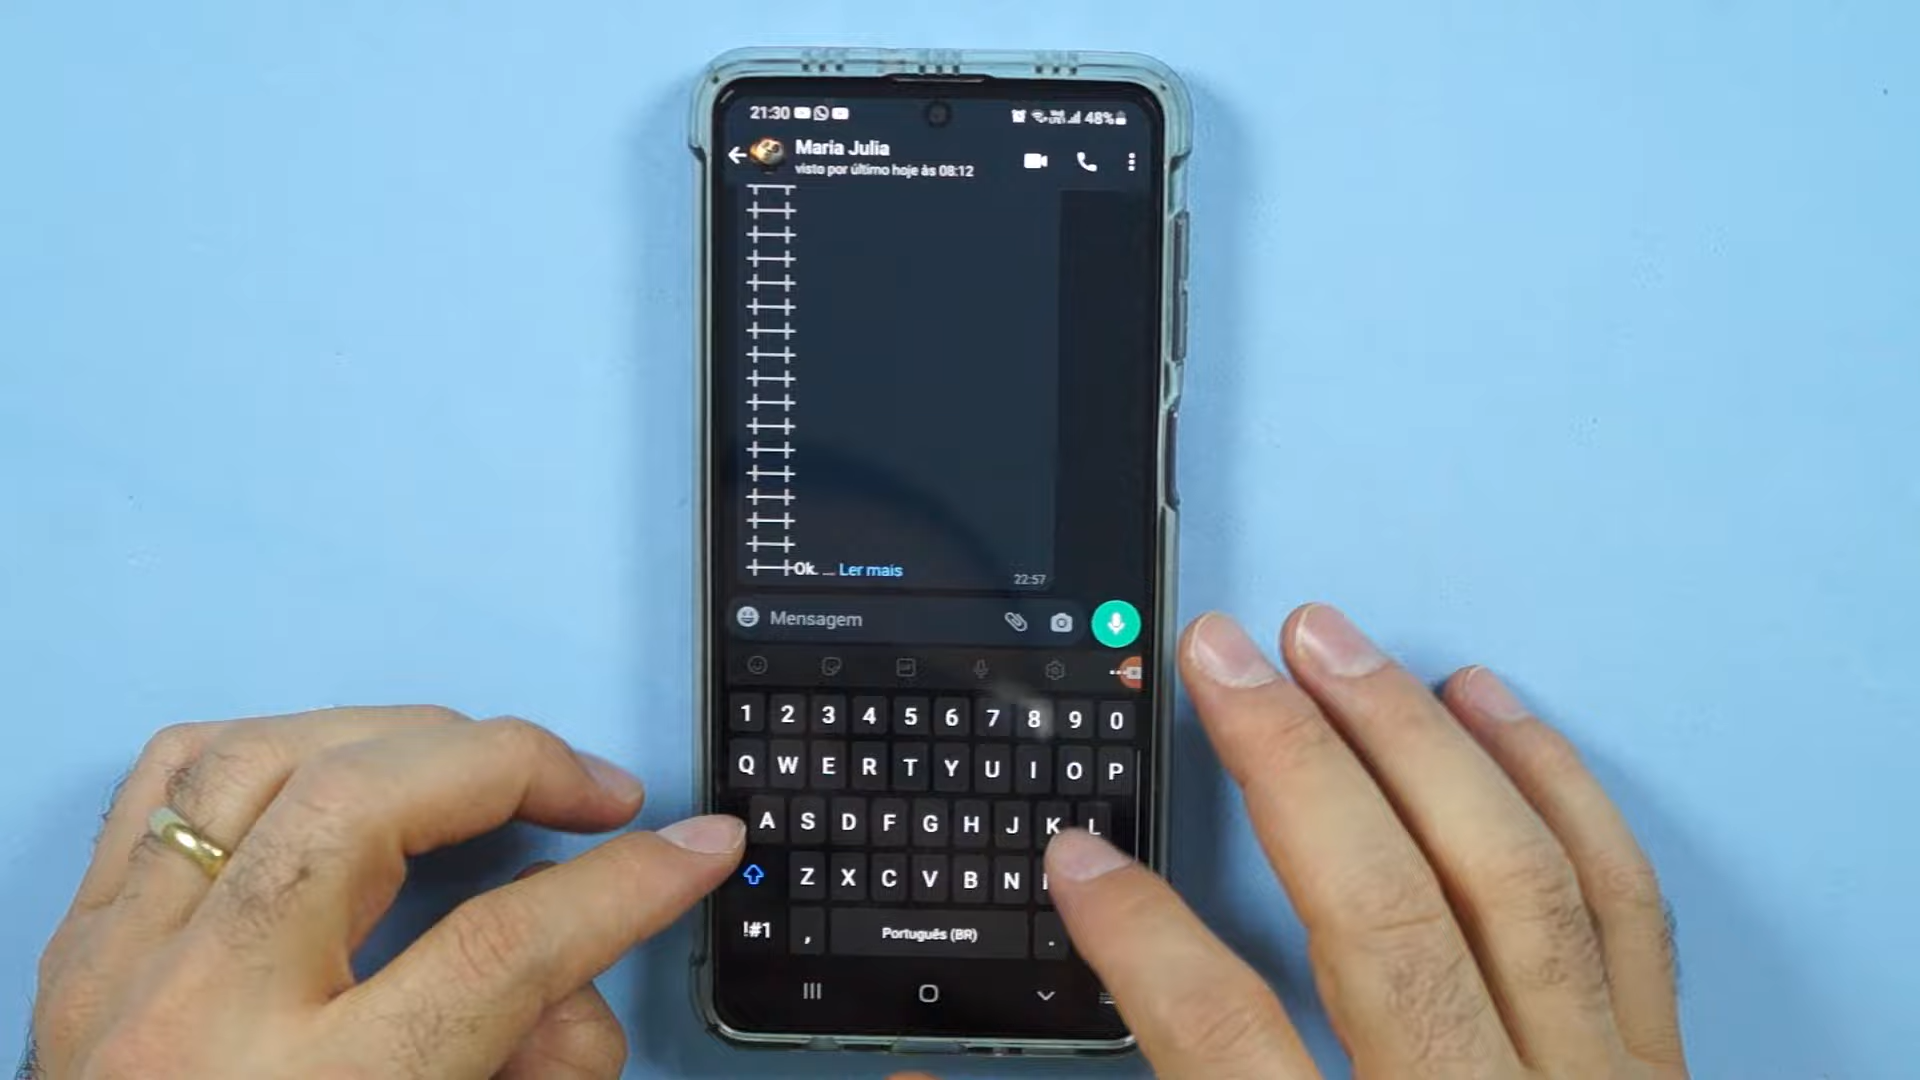 21:30 48%
Maria Julia
visto por último hoje às 08:12
Ok. ... Ler mais
22:57
Mensagem
GIF
1 2 3 4 5 6 7 8 9 0
Q W E R T Y U I O P
A S D F G H J K L
Z X C V B N
!#1 , Português (BR) .